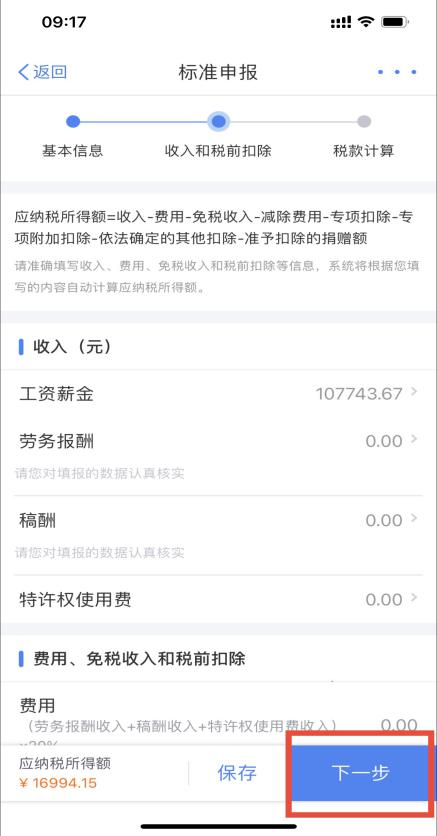 09:17
返回
标准申报
基本信息
收入和税前扣除
税款计算
应纳税所得额=收入-费用-免税收入-减除费用-专项扣除-专
项附加扣除-依法确定的其他扣除-准予扣除的捐赠额
请准确填写收入、费用、免税收入和税前扣除等信息，系统将根据您填
写的内容自动计算应纳税所得额。
收入（元）
工资薪金 107743.67
劳务报酬 0.00
请您对填报的数据认真核实
稿酬 0.00
请您对填报的数据认真核实
特许权使用费 0.00
费用、免税收入和税前扣除
费用
（劳务报酬收入+稿酬收入+特许权使用费收入） 0.00
应纳税所得额
¥ 16994.15
保存
下一步